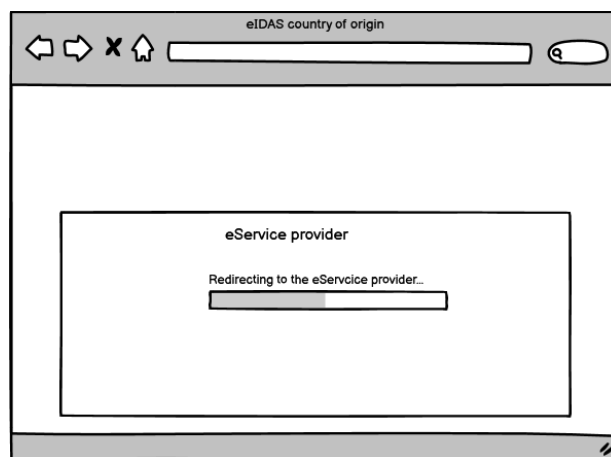 eIDAS country of origin
eService provider
Redirecting to the eServcice provider...